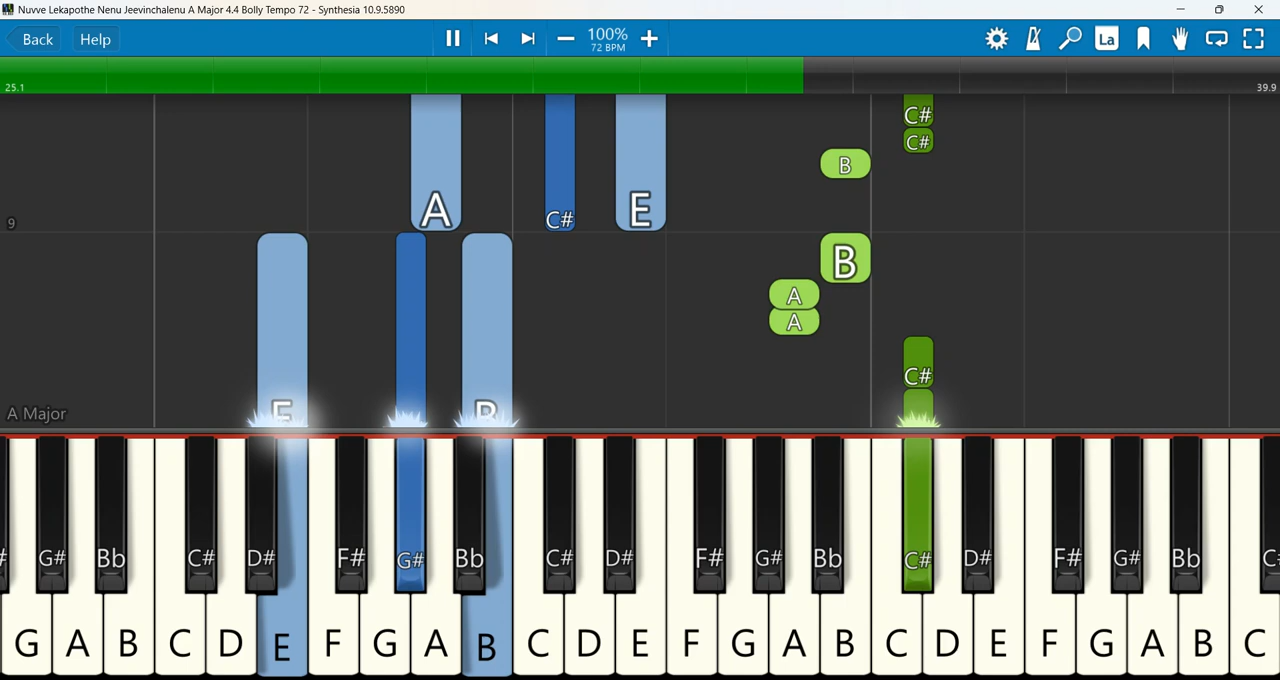 Nuvve Lekapothe Nenu Jeevinchalenu A Major 4.4 Bolly Tempo 72 - Synthesia 10.9.5890
Back Help 100% La
72 BPM
25.1 39.9
C#
C#
B
A C# E
9
B
A
A
C#
E B
A Major
G# Bb C# D# F# G# Bb C# D# F# G# Bb C# D# F# G# Bb
G A B C D E F G A B C D E F G A B C D E F G A B C